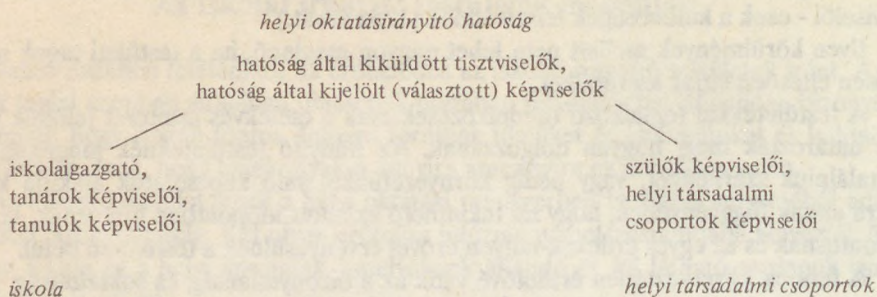 helyi oktatásirányító hatóság
hatóság által kiküldött tisztviselők,
hatóság által kijelölt (választott) képviselők
iskolaigazgató,
tanárok képviselői,
tanulók képviselői
iskola
szülők képviselői,
helyi társadalmi
csoportok képviselői
helyi társadalmi csoportok